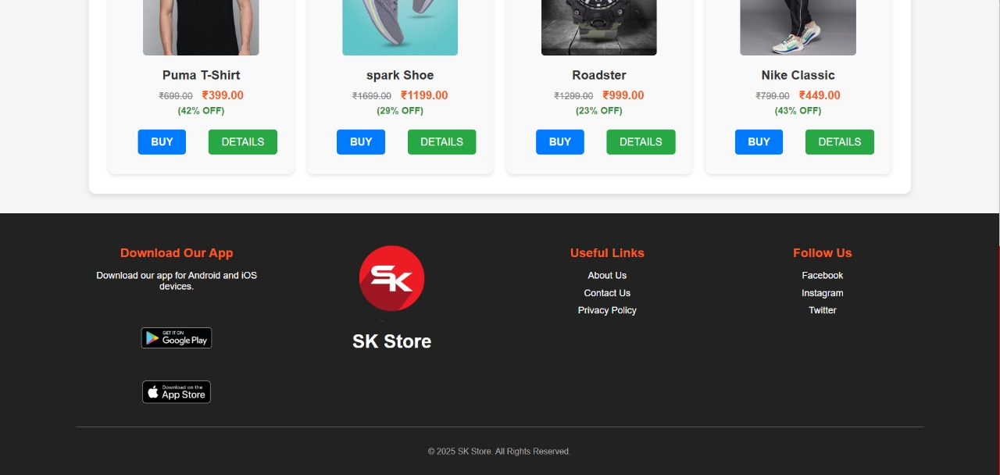 Puma T-Shirt
₹699.00 ₹399.00
(42% OFF)
BUY DETAILS
spark Shoe
₹1699.00 ₹1199.00
(29% OFF)
BUY DETAILS
Roadster
₹1299.00 ₹999.00
(23% OFF)
BUY DETAILS
Nike Classic
₹799.00 ₹449.00
(43% OFF)
BUY DETAILS
Download Our App
Download our app for Android and iOS
devices.
GET IT ON
Google Play
Download on the
App Store
SK
SK Store
Useful Links
About Us
Contact Us
Privacy Policy
Follow Us
Facebook
Instagram
Twitter
© 2025 SK Store. All Rights Reserved.